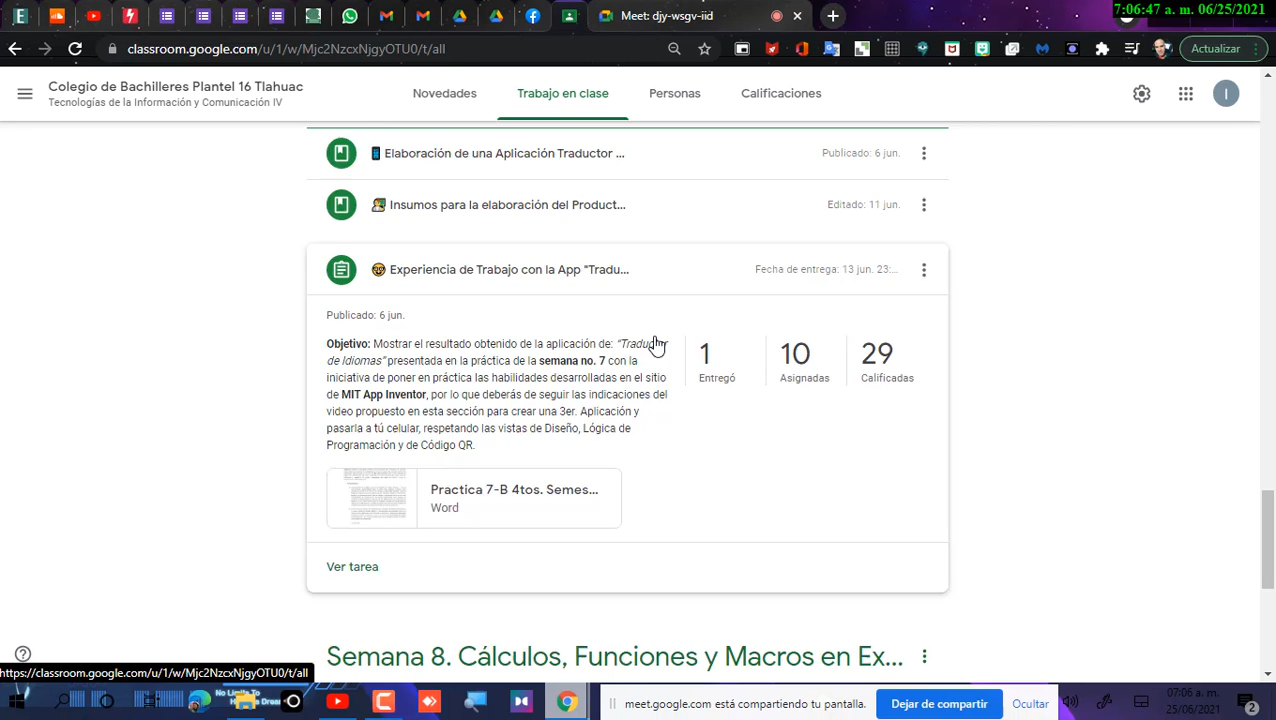 Meet: djy-wsgv-iid
7:06:47 a. m. 06/25/2021
classroom.google.com/u/1/w/Mjc2NzcxNjgyOTU0/t/all
Actualizar
Colegio de Bachilleres Plantel 16 Tlahuac
Tecnologías de la Información y Comunicación IV
Novedades
Trabajo en clase
Personas
Calificaciones
I
Elaboración de una Aplicación Traductor ...
Publicado: 6 jun.
Insumos para la elaboración del Product...
Editado: 11 jun.
Experiencia de Trabajo con la App "Tradu...
Fecha de entrega: 13 jun. 23:...
Publicado: 6 jun.
Objetivo: Mostrar el resultado obtenido de la aplicación de: "Traductor
de Idiomas" presentada en la práctica de la semana no. 7 con la
iniciativa de poner en práctica las habilidades desarrolladas en el sitio
de MIT App Inventor, por lo que deberás de seguir las indicaciones del
video propuesto en esta sección para crear una 3er. Aplicación y
pasarla a tú celular, respetando las vistas de Diseño, Lógica de
Programación y de Código QR.
1
Entregó
10
Asignadas
29
Calificadas
Practica 7-B 4tos. Semes...
Word
Ver tarea
Semana 8. Cálculos, Funciones y Macros en Ex...
https://classroom.google.com/u/1/w/Mjc2NzcxNjgyOTU0/t/all
No Limits
meet.google.com está compartiendo tu pantalla.
Dejar de compartir
Ocultar
07:06 a. m.
25/06/2021
2